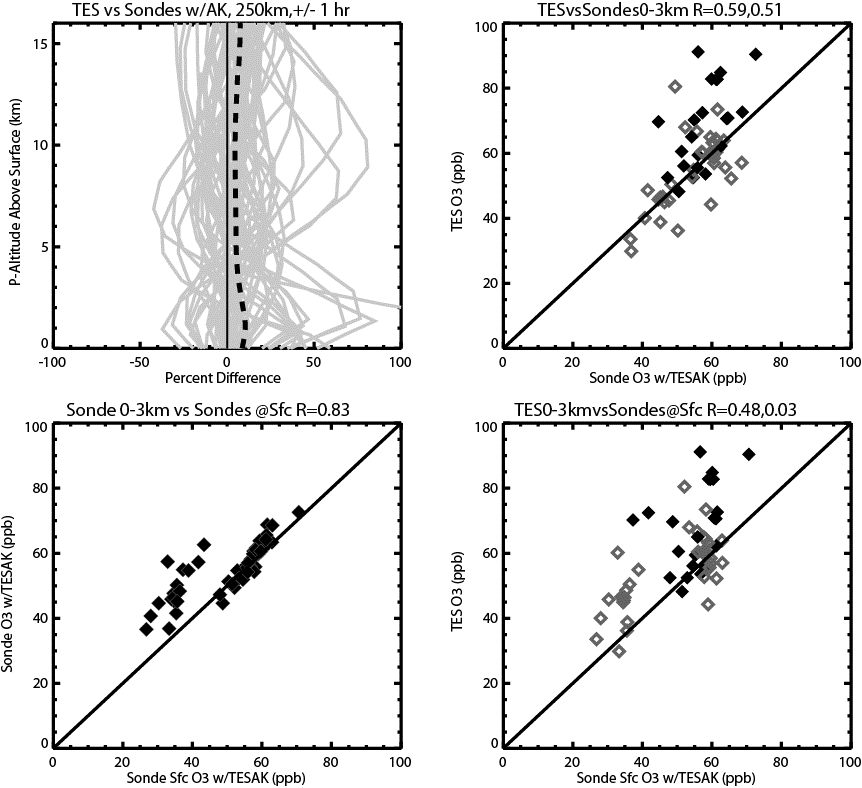 TES vs Sondes w/AK, 250km,+/- 1 hr
15
10
5
0
P-Altitude Above Surface (km)
-100 -50 0 50 100
Percent Difference
TESvsSondes0-3km R=0.59,0.51
100
80
60
40
20
0
TES O3 (ppb)
0 20 40 60 80 100
Sonde O3 w/TESAK (ppb)
Sonde 0-3km vs Sondes @Sfc R=0.83
100
80
60
40
20
0
Sonde O3 w/TESAK (ppb)
0 20 40 60 80 100
Sonde Sfc O3 w/TESAK (ppb)
TES0-3kmvsSondes@Sfc R=0.48,0.03
100
80
60
40
20
0
TES O3 (ppb)
0 20 40 60 80 100
Sonde Sfc O3 w/TESAK (ppb)